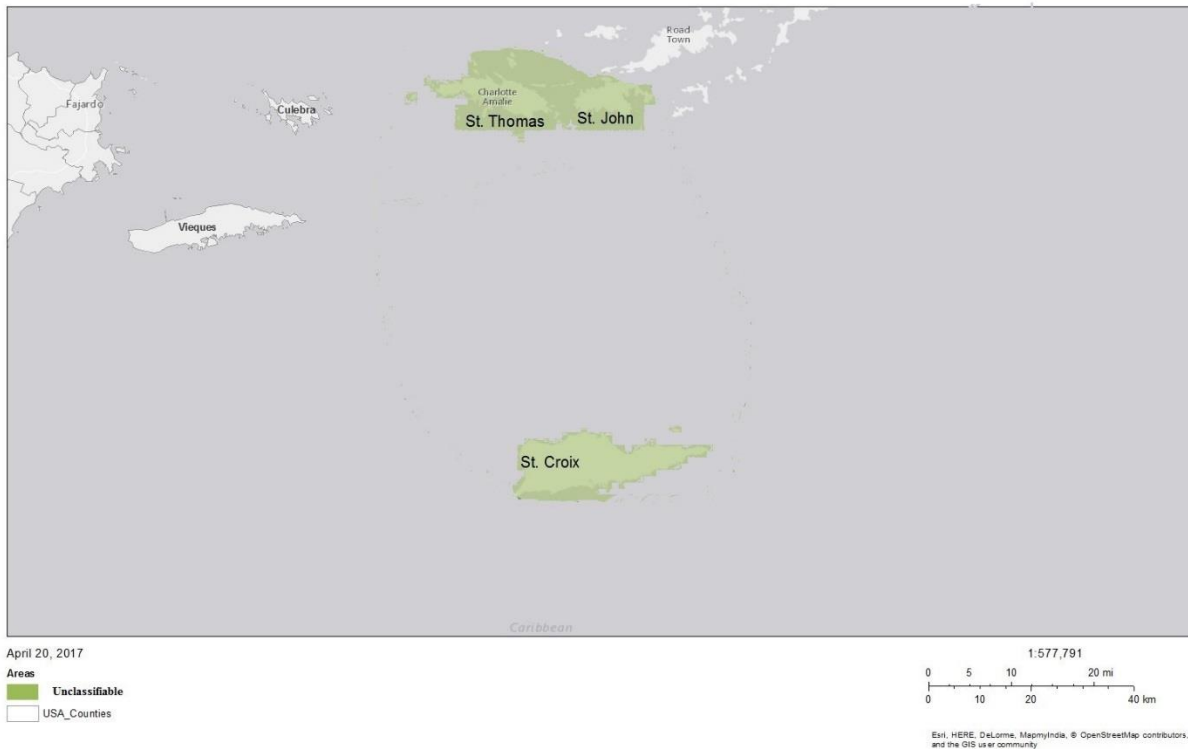 Road
Town
Fajardo
Culebra
Charlotte
Amalie
St. Thomas
St. John
Vieques
St. Croix
Caribbean
April 20, 2017
Areas
Unclassifiable
USA_Counties
1:577,791
0 5 10 20 mi
0 10 20 40 km
Esri, HERE, DeLorme, MapmyIndia, © OpenStreetMap contributors,
and the GIS user community